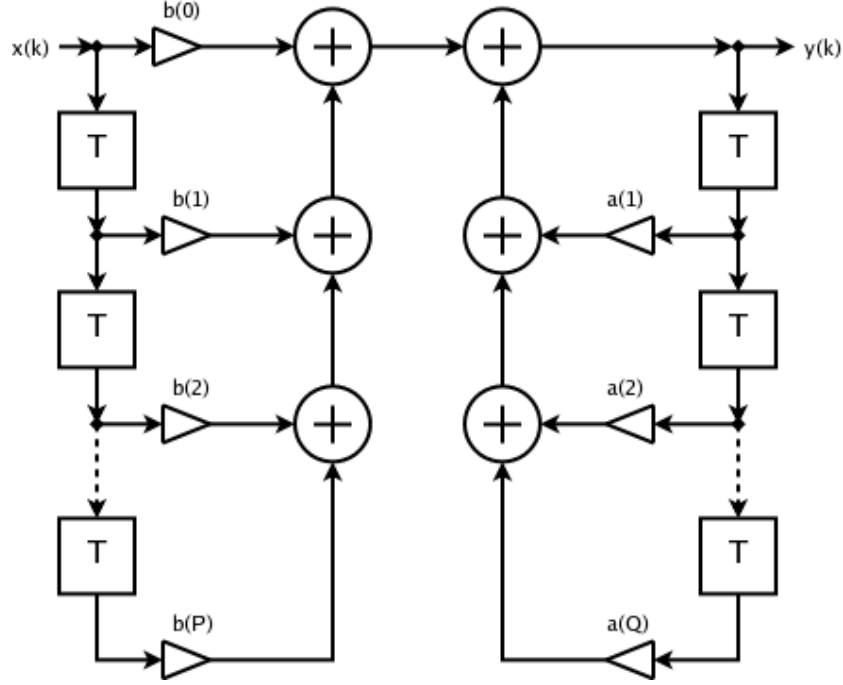 b(0)
x(k) y(k)
T T
b(1) a(1)
T T
b(2) a(2)
T T
b(P) a(Q)